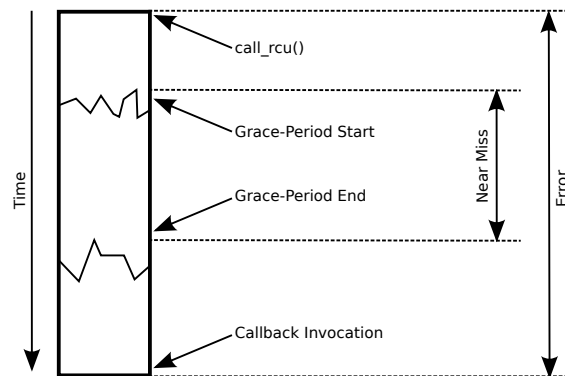 call_rcu()
Grace-Period Start
Grace-Period End
Callback Invocation
Time
Near Miss
Error